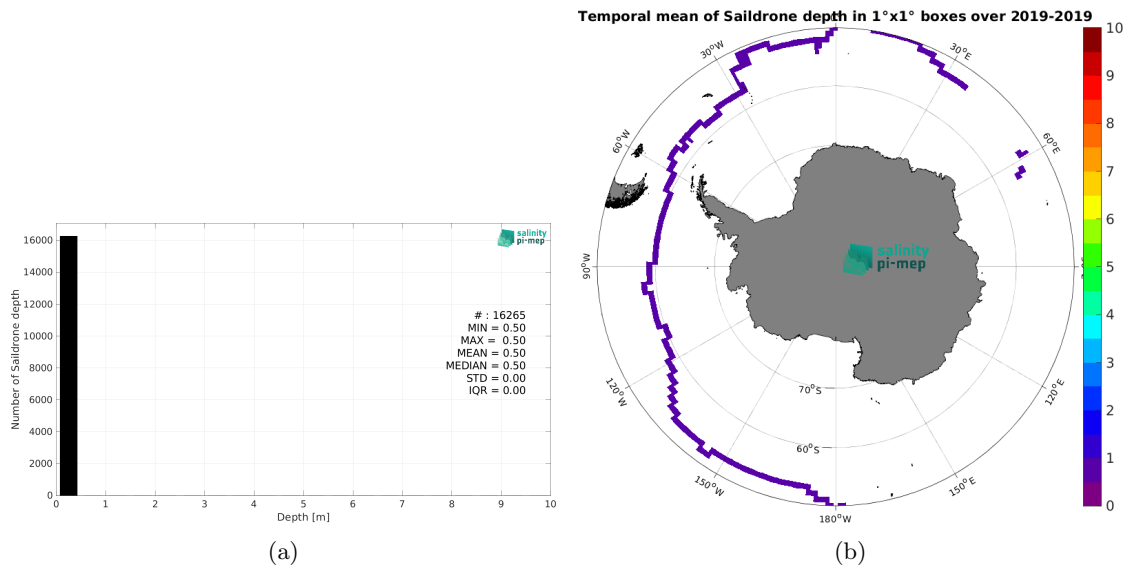 Temporal mean of Saildrone depth in 1°x1° boxes over 2019-2019
Number of Saildrone depth
16000
14000
12000
10000
8000
6000
4000
2000
0
salinity
pi-mep
# : 16265
MIN = 0.50
MAX = 0.50
MEAN = 0.50
MEDIAN = 0.50
STD = 0.00
IQR = 0.00
0 1 2 3 4 5 6 7 8 9 10
Depth [m]
(a)
30°W
30°E
60°W
60°E
90°W
salinity
pi-mep
120°W
70°S
120°E
60°S
150°W
150°E
180°W
10
9
8
7
6
5
4
3
2
1
0
(b)